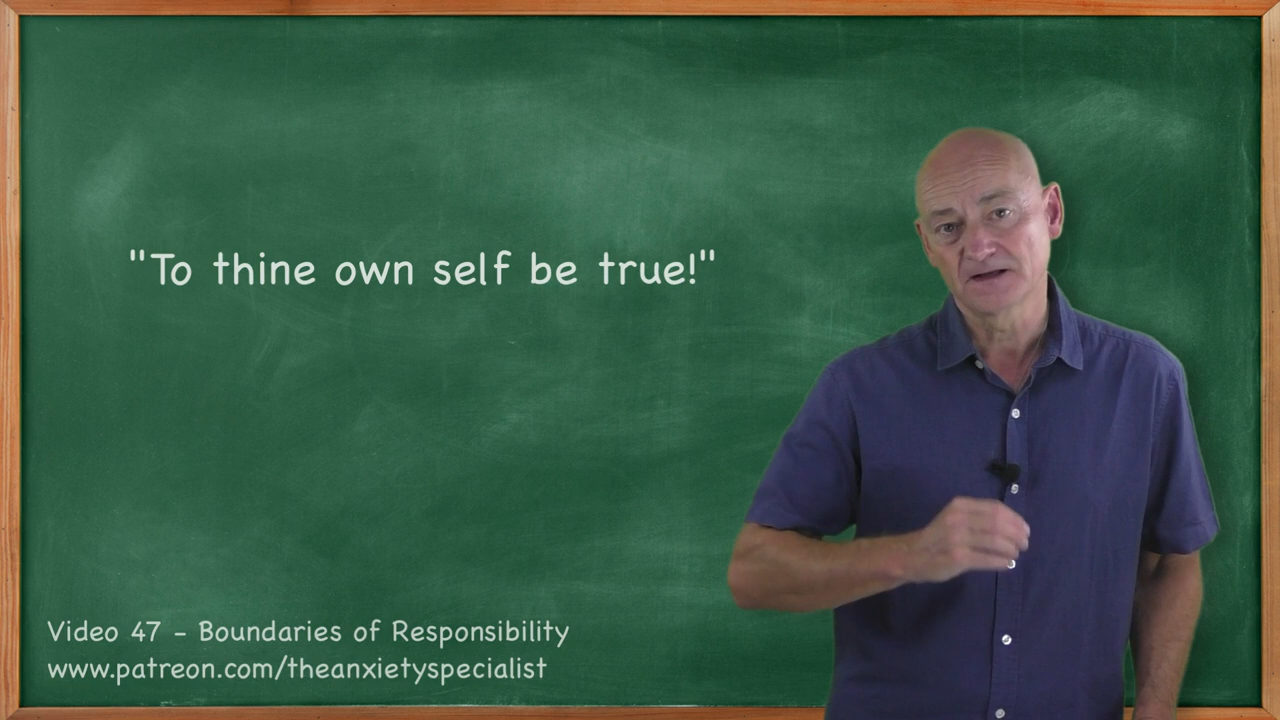 "To thine own self be true!"
Video 47 - Boundaries of Responsibility
www.patreon.com/theanxietyspecialist